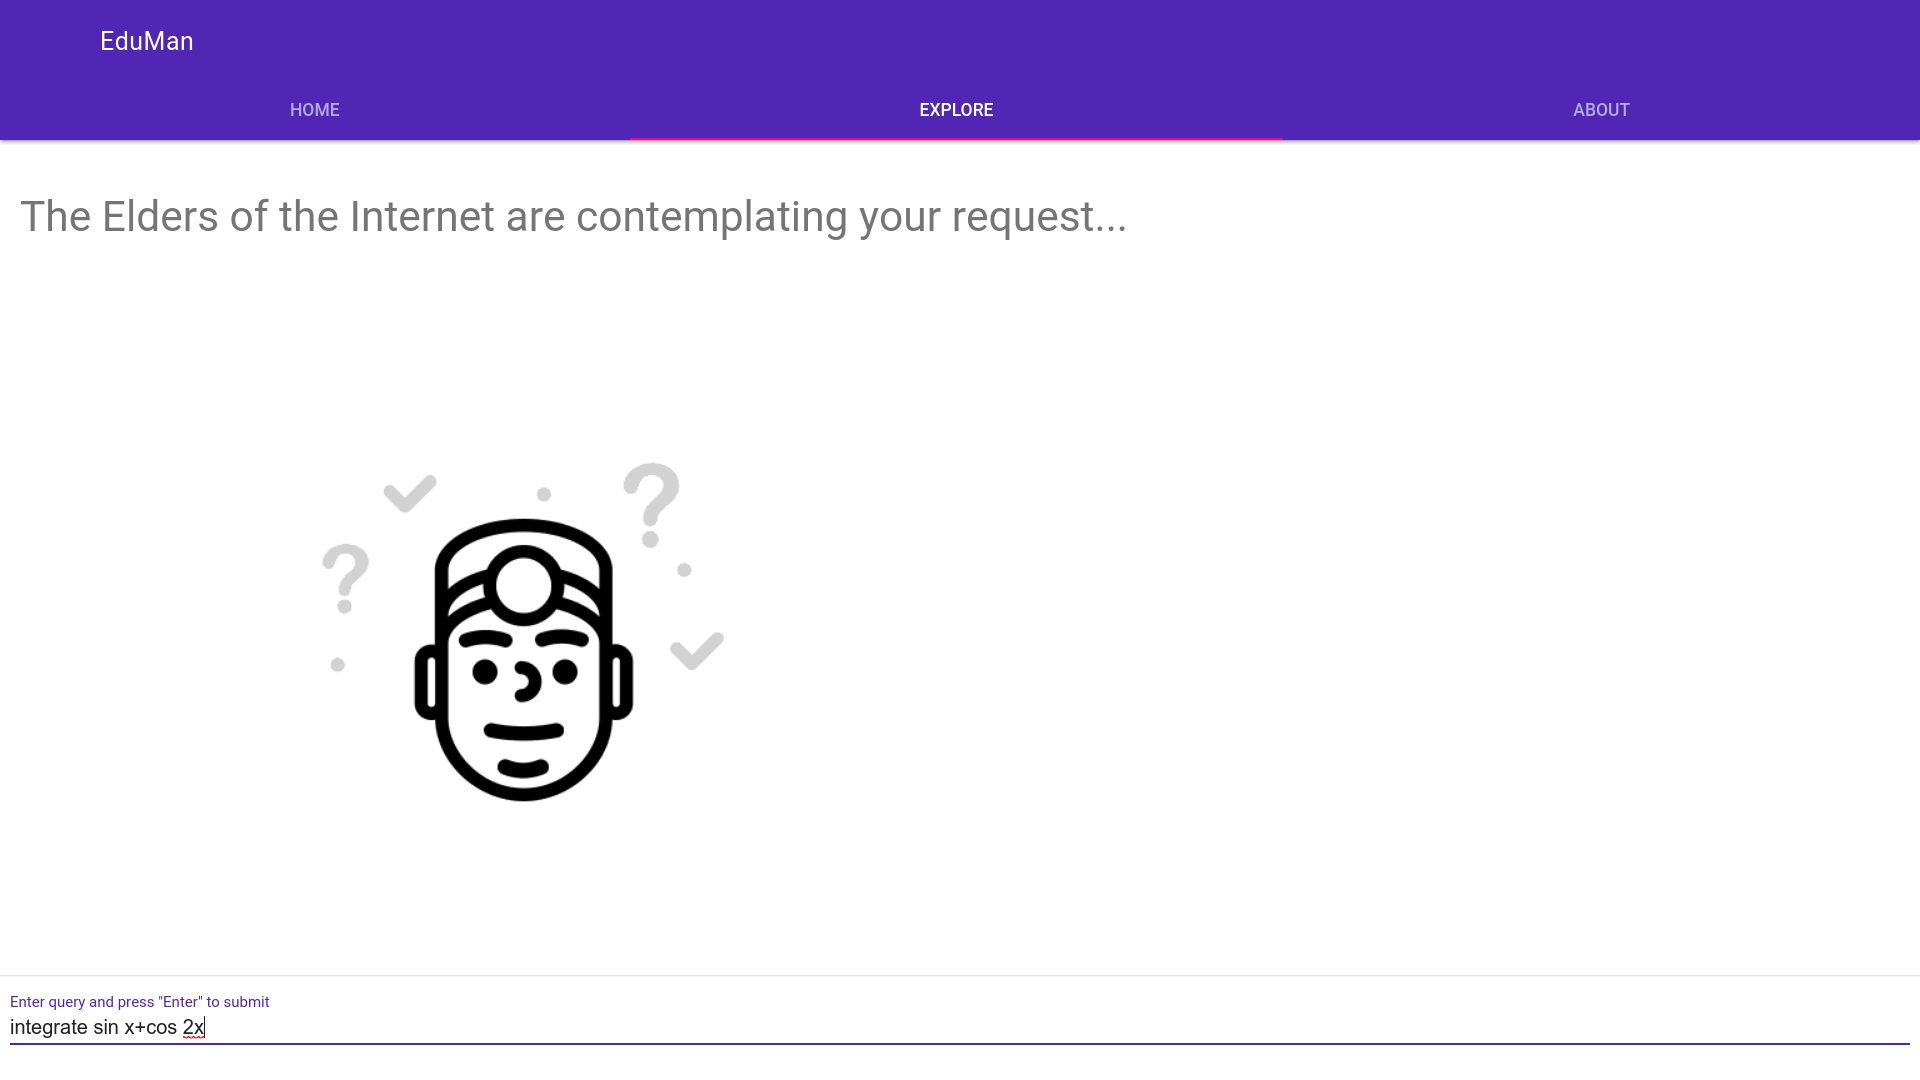 EduMan
HOME EXPLORE ABOUT
The Elders of the Internet are contemplating your request...
Enter query and press "Enter" to submit
integrate sin x+cos 2x